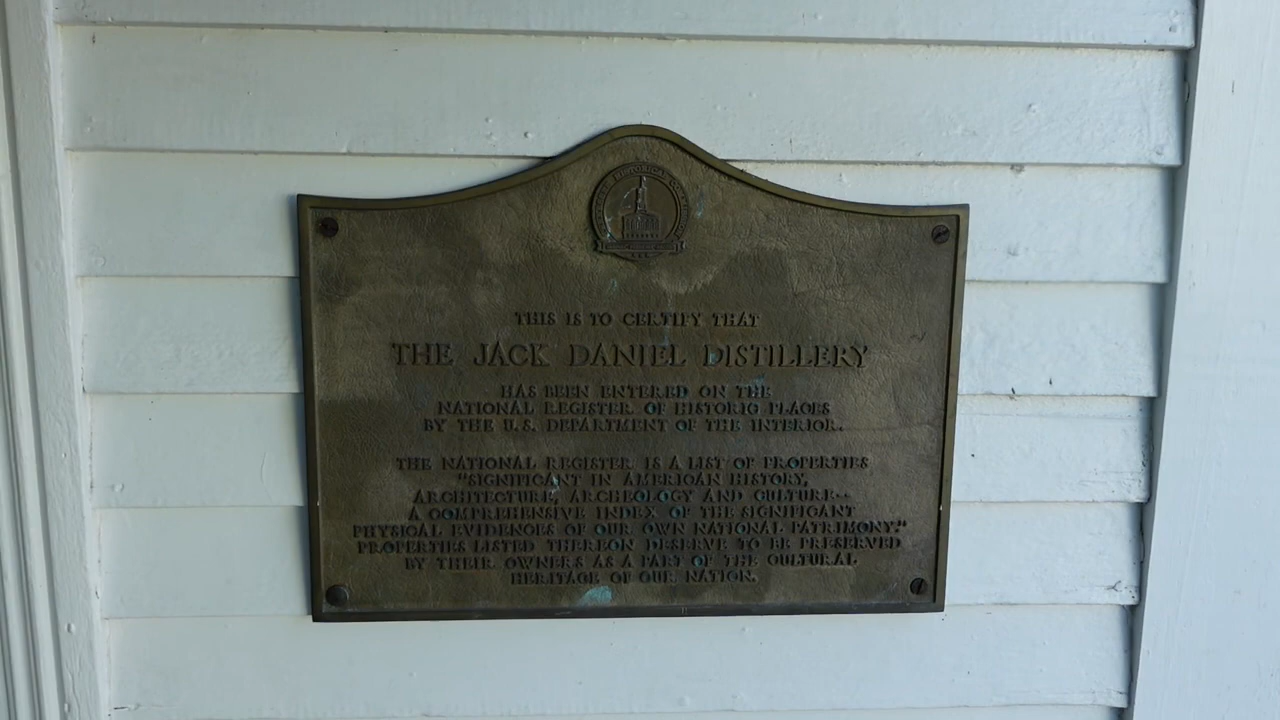 HISTORICAL
THIS IS TO CERTIFY THAT
THE JACK DANIEL DISTILLERY
HAS BEEN ENTERED ON THE
NATIONAL REGISTER OF HISTORIC PLACES
BY THE U.S. DEPARTMENT OF THE INTERIOR.
THE NATIONAL REGISTER IS A LIST OF PROPERTIES
"SIGNIFICANT IN AMERICAN HISTORY,
ARCHITECTURE, ARCHEOLOGY AND CULTURE--
A COMPREHENSIVE INDEX OF THE SIGNIFICANT
PHYSICAL EVIDENCES OF OUR OWN NATIONAL PATRIMONY."
PROPERTIES LISTED THEREON DESERVE TO BE PRESERVED
BY THEIR OWNERS AS A PART OF THE CULTURAL
HERITAGE OF OUR NATION.